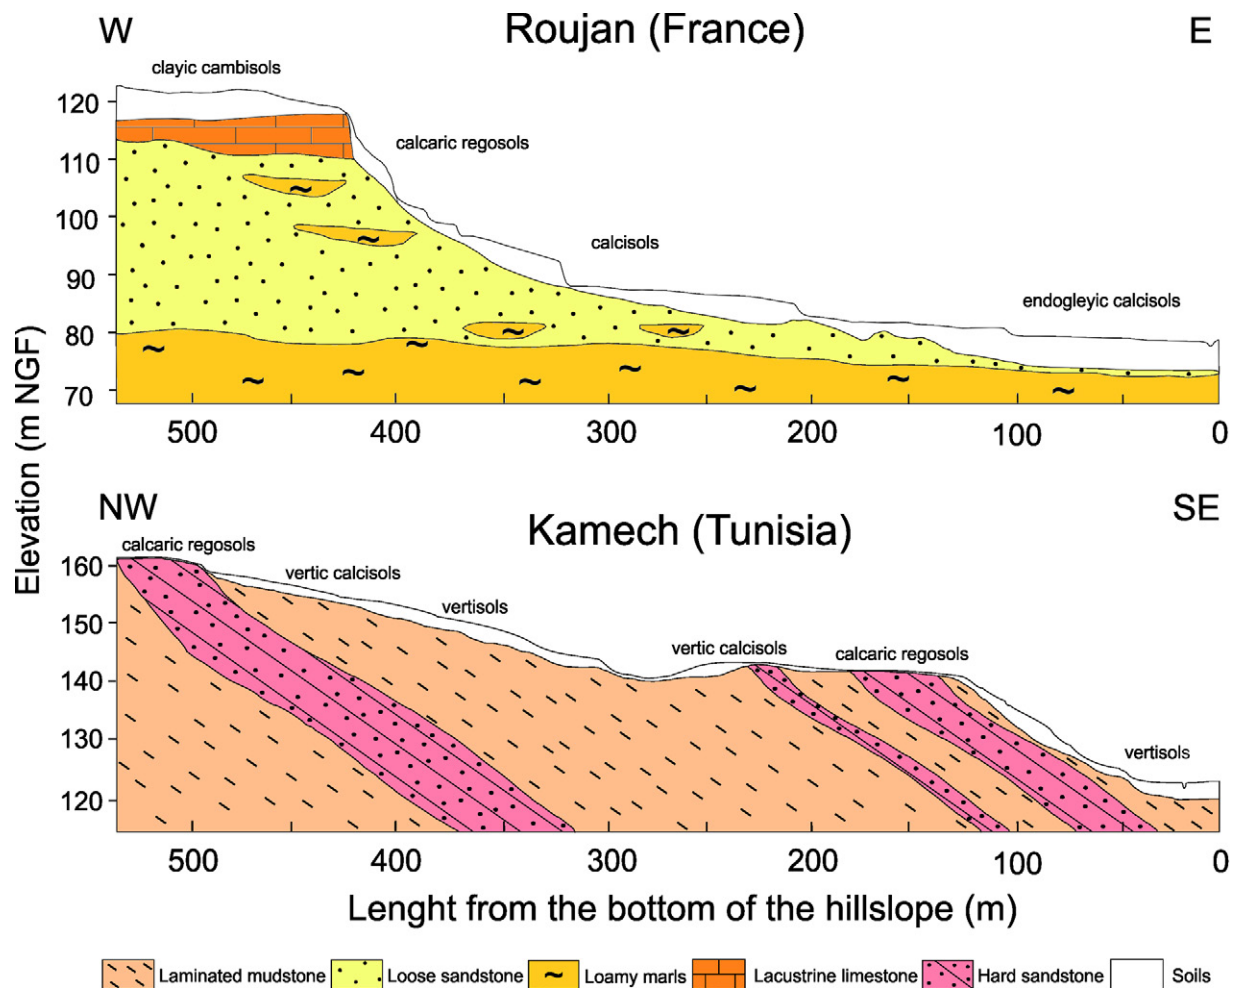 W
Roujan (France)
E
clayic cambisols
calcaric regosols
calcisols
endogleyic calcisols
120
110
100
90
80
70
500
400
300
200
100
0
Elevation (m NGF)
NW
Kamech (Tunisia)
SE
calcaric regosols
vertic calcisols
vertisols
vertic calcisols
calcaric regosols
vertisols
160
150
140
130
120
500
400
300
200
100
0
Lenght from the bottom of the hillslope (m)
Laminated mudstone
Loose sandstone
Loamy marls
Lacustrine limestone
Hard sandstone
Soils